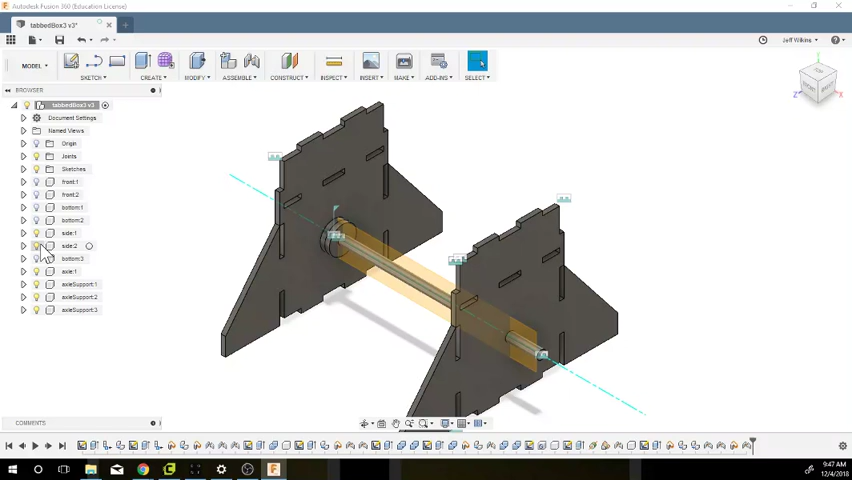 Autodesk Fusion 360 (Education License)
tabbedBox3 v3*
Jeff Wilkins
MODEL
SKETCH
CREATE
MODIFY
ASSEMBLE
CONSTRUCT
INSPECT
INSERT
MAKE
ADD-INS
SELECT
BROWSER
tabbedBox3 v3
Document Settings
Named Views
Origin
Joints
Sketches
front:1
front:2
bottom:1
bottom:2
side:1
side:2
bottom:3
axle:1
axleSupport:1
axleSupport:2
axleSupport:3
TOP
FRONT
RIGHT
COMMENTS
9:47 AM
12/4/2018